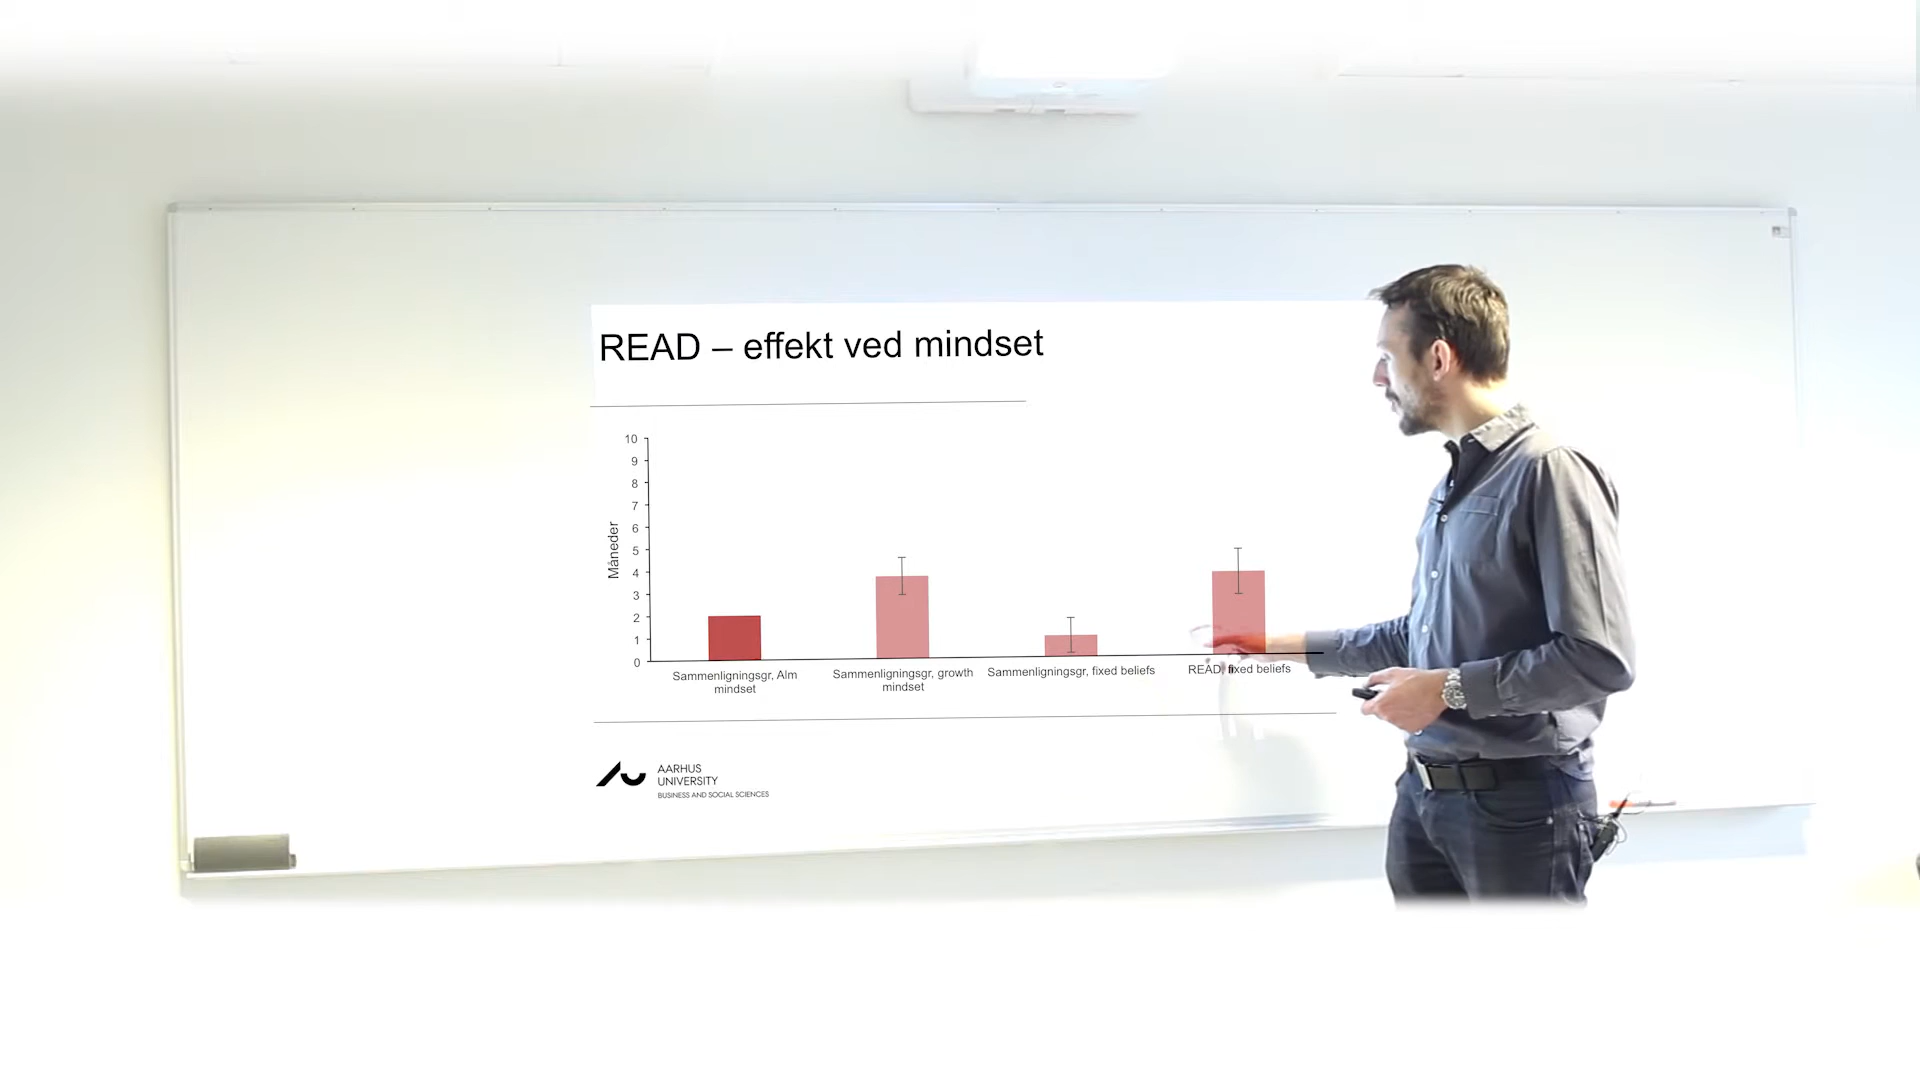 READ – effekt ved mindset
10
9
8
7
6
5
4
3
2
1
0
Måneder
Sammenligningsgr, Alm
mindset
Sammenligningsgr, growth
mindset
Sammenligningsgr, fixed beliefs
READ, fixed beliefs
AARHUS
UNIVERSITY
BUSINESS AND SOCIAL SCIENCES